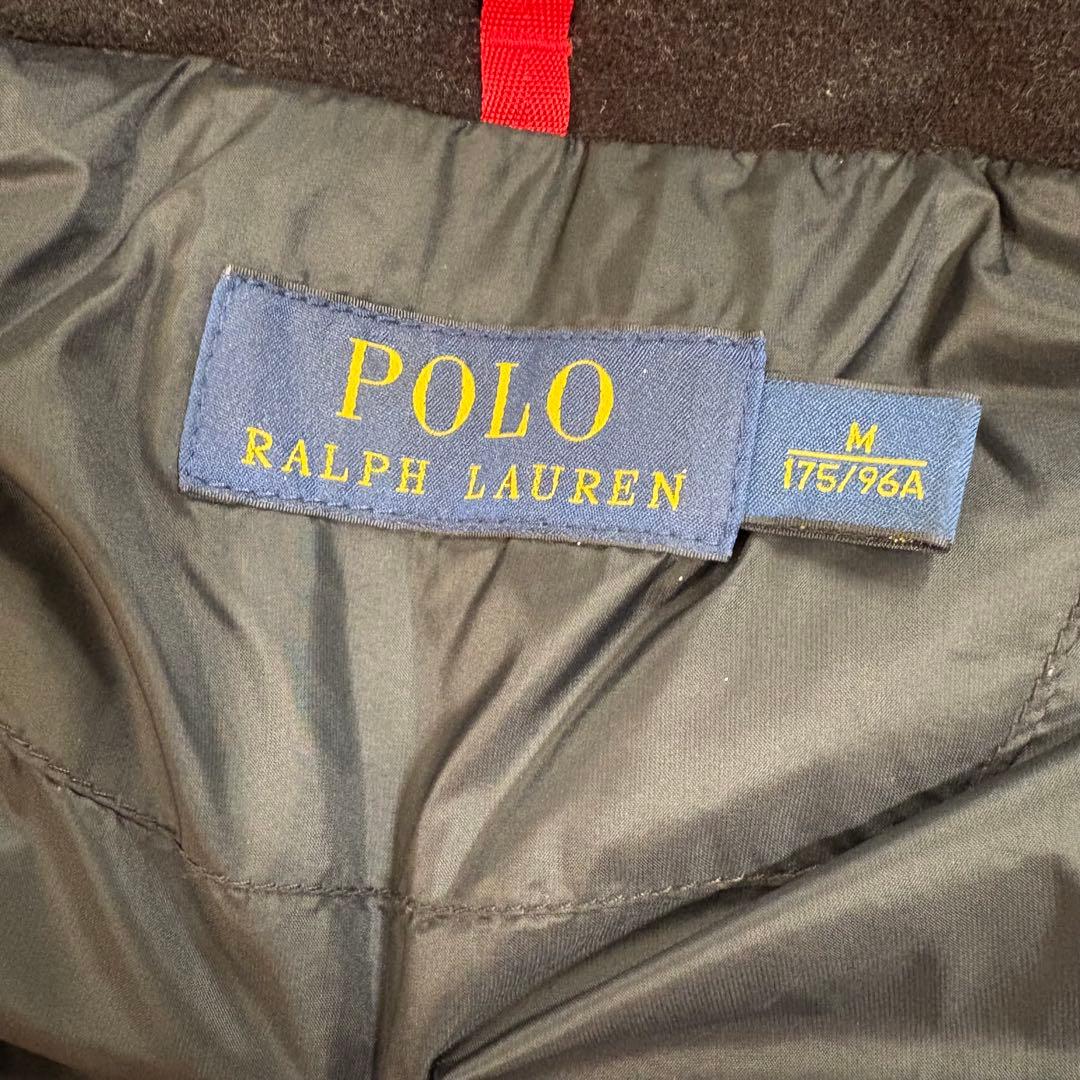 POLO
RALPH LAUREN
M
175/96A